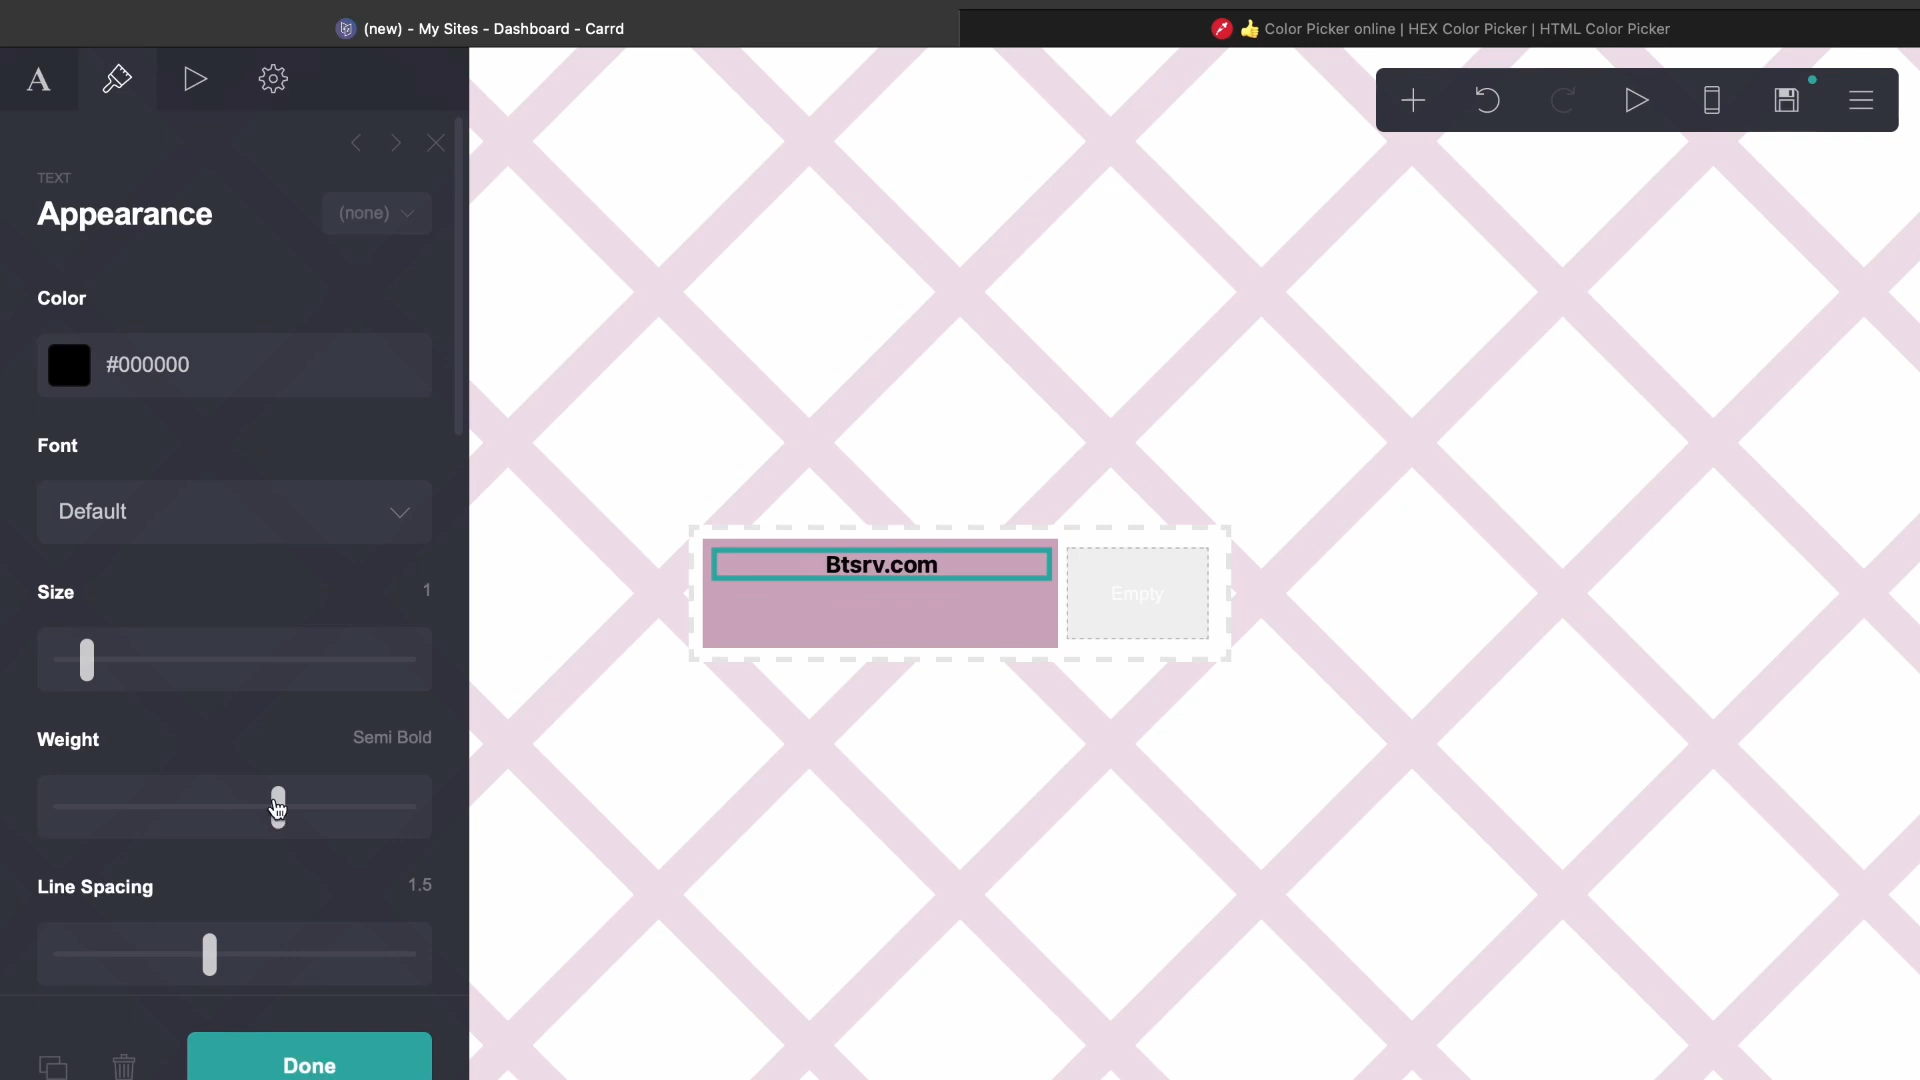 (new) - My Sites - Dashboard - Carrd
👍 Color Picker online | HEX Color Picker | HTML Color Picker
A
TEXT
Appearance
(none)
Color
#000000
Font
Default
Size
1
Weight
Semi Bold
Line Spacing
1.5
Done
Btsrv.com
Empty